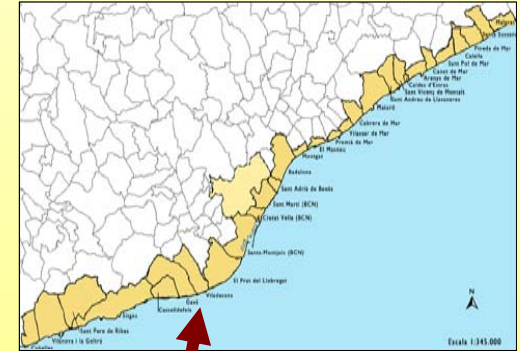 Malgrat
Santa Susanna
Pineda de Mar
Calella
Sant Pol de Mar
Canet de Mar
Arenys de Mar
Caldes d'Estrac
Sant Vicenç de Montalt
Sant Andreu de Llavaneres
Mataró
Cabrera de Mar
Vilassar de Mar
Premià de Mar
El Masnou
Montgat
Badalona
Sant Adrià de Besòs
Sant Martí (BCN)
Ciutat Vella (BCN)
Sants-Montjuïc (BCN)
El Prat del Llobregat
Viladecans
Gavà
Castelldefels
Sitges
Sant Pere de Ribes
Vilanova i la Geltrú
Cubelles
N
Escala 1:345.000